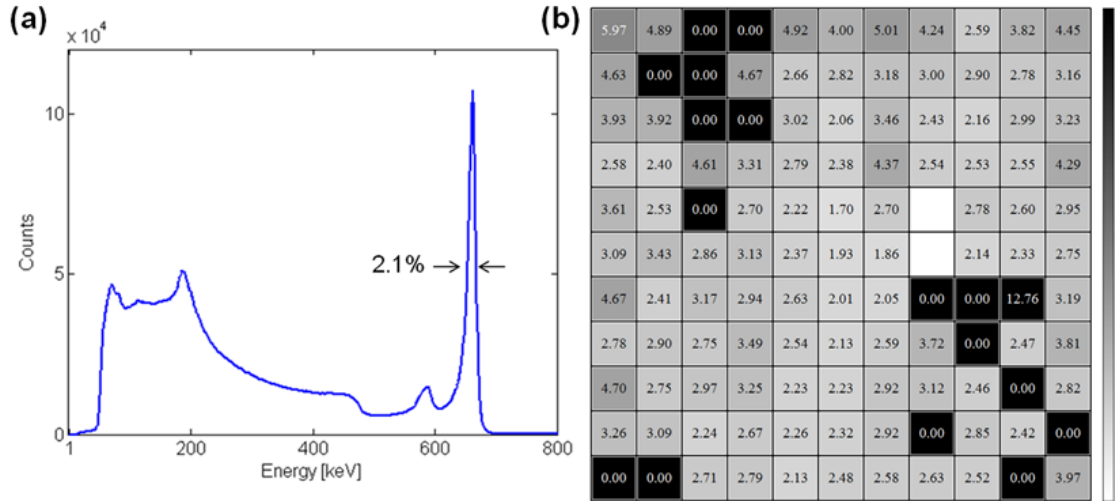 (a)
× 10⁴
10
5
0
Counts
2.1%
1 200 400 600 800
Energy [keV]
(b)
5.97 4.89 0.00 0.00 4.92 4.00 5.01 4.24 2.59 3.82 4.45
4.63 0.00 0.00 4.67 2.66 2.82 3.18 3.00 2.90 2.78 3.16
3.93 3.92 0.00 0.00 3.02 2.06 3.46 2.43 2.16 2.99 3.23
2.58 2.40 4.61 3.31 2.79 2.38 4.37 2.54 2.53 2.55 4.29
3.61 2.53 0.00 2.70 2.22 1.70 2.70 2.78 2.60 2.95
3.09 3.43 2.86 3.13 2.37 1.93 1.86 2.14 2.33 2.75
4.67 2.41 3.17 2.94 2.63 2.01 2.05 0.00 0.00 12.76 3.19
2.78 2.90 2.75 3.49 2.54 2.13 2.59 3.72 0.00 2.47 3.81
4.70 2.75 2.97 3.25 2.23 2.23 2.92 3.12 2.46 0.00 2.82
3.26 3.09 2.24 2.67 2.26 2.32 2.92 0.00 2.85 2.42 0.00
0.00 0.00 2.71 2.79 2.13 2.48 2.58 2.63 2.52 0.00 3.97